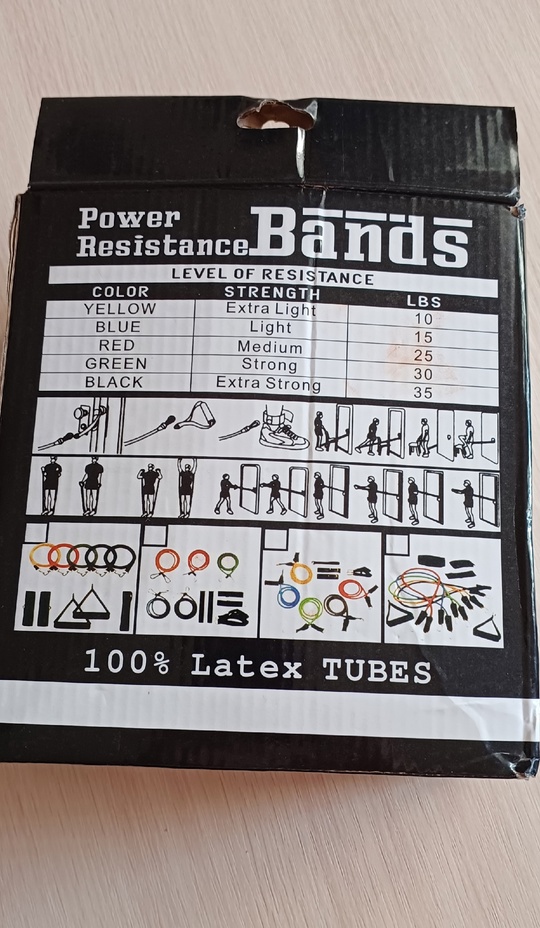 Power
Resistance Bands
LEVEL OF RESISTANCE
COLOR STRENGTH LBS
YELLOW Extra Light 10
BLUE Light 15
RED Medium 25
GREEN Strong 30
BLACK Extra Strong 35
100% Latex TUBES